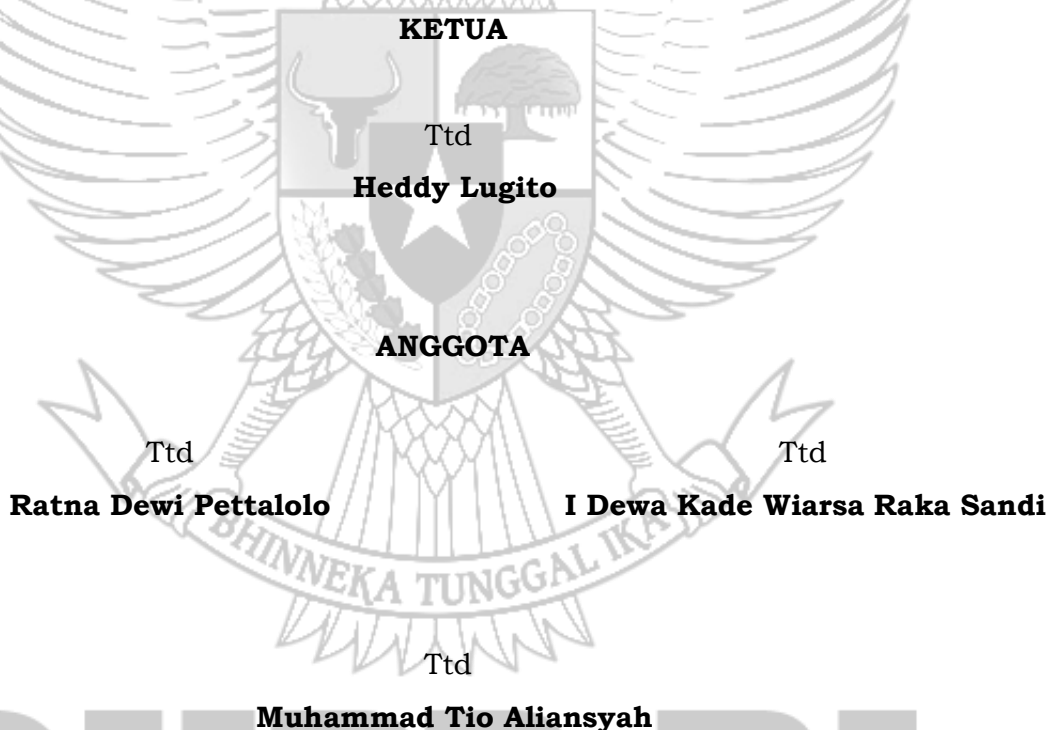 KETUA
Ttd
Heddy Lugito
ANGGOTA
Ttd Ttd
Ratna Dewi Pettalolo I Dewa Kade Wiarsa Raka Sandi
BHINNEKA TUNGGAL IKA
Ttd
Muhammad Tio Aliansyah